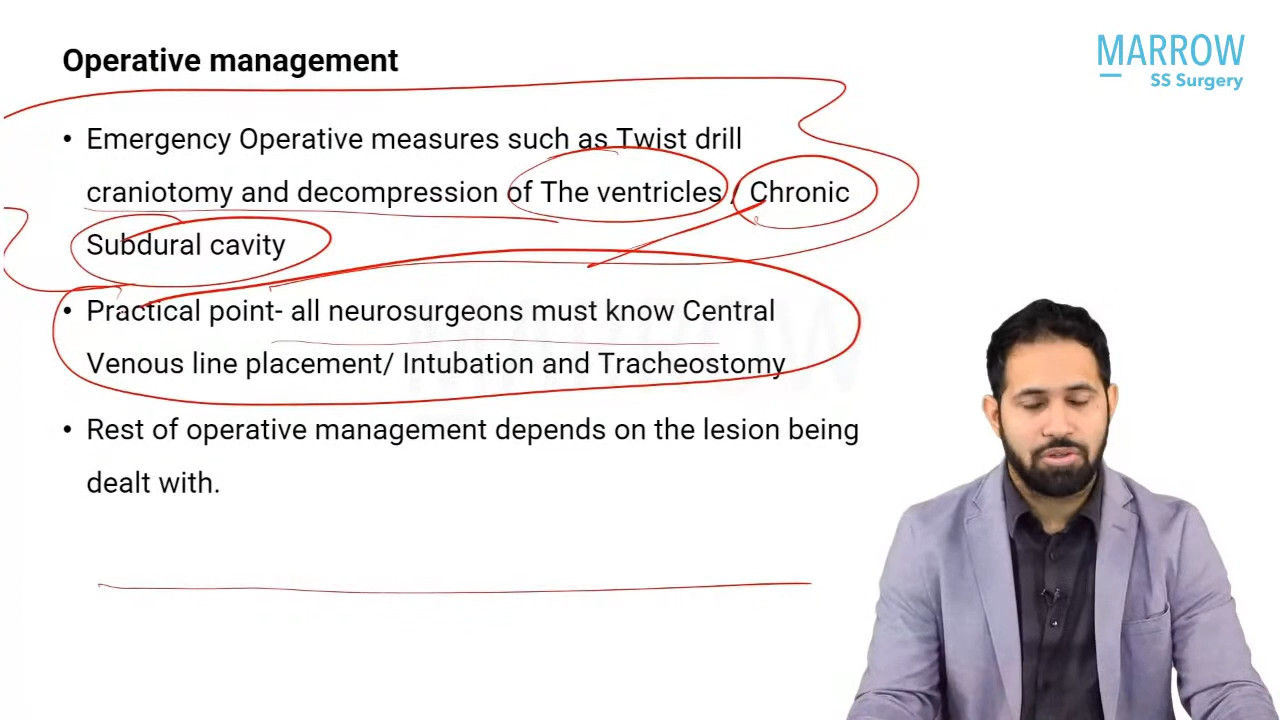 Operative management
MARROW
SS Surgery
• Emergency Operative measures such as Twist drill
craniotomy and decompression of The ventricles / Chronic
Subdural cavity
• Practical point- all neurosurgeons must know Central
Venous line placement/ Intubation and Tracheostomy
• Rest of operative management depends on the lesion being
dealt with.